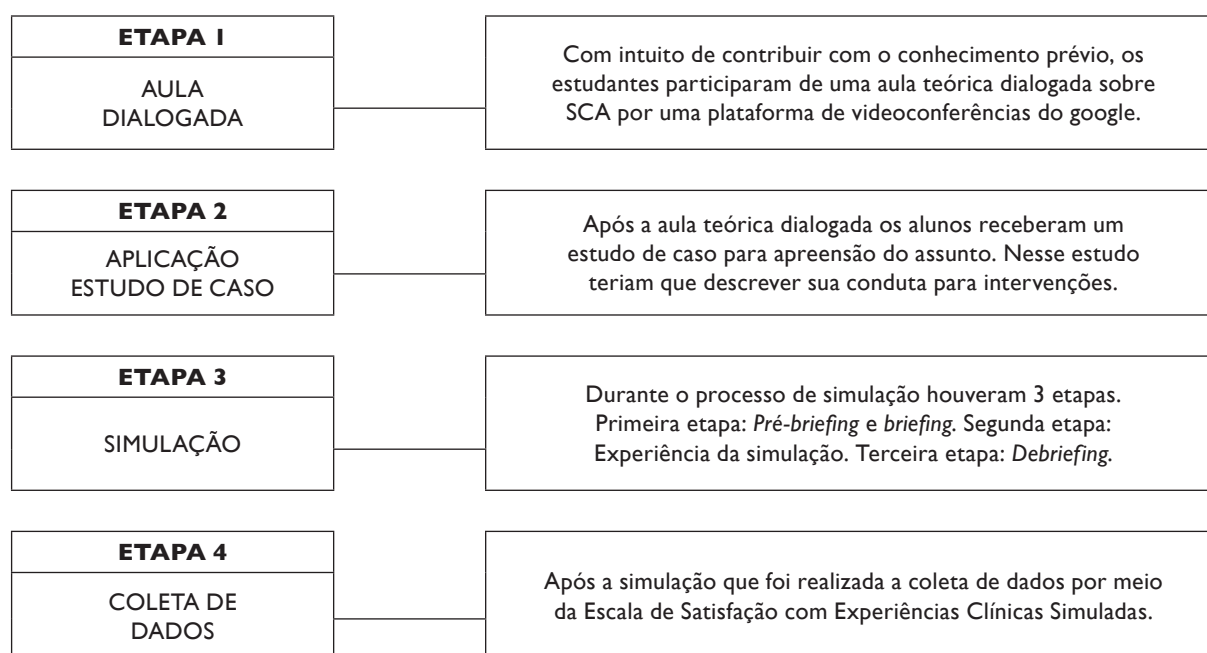 ETAPA 1
AULA
DIALOGADA
Com intuito de contribuir com o conhecimento prévio, os
estudantes participaram de uma aula teórica dialogada sobre
SCA por uma plataforma de videoconferências do google.
ETAPA 2
APLICAÇÃO
ESTUDO DE CASO
Após a aula teórica dialogada os alunos receberam um
estudo de caso para apreensão do assunto. Nesse estudo
teriam que descrever sua conduta para intervenções.
ETAPA 3
SIMULAÇÃO
Durante o processo de simulação houveram 3 etapas.
Primeira etapa: Pré-briefing e briefing. Segunda etapa:
Experiência da simulação. Terceira etapa: Debriefing.
ETAPA 4
COLETA DE
DADOS
Após a simulação que foi realizada a coleta de dados por meio
da Escala de Satisfação com Experiências Clínicas Simuladas.